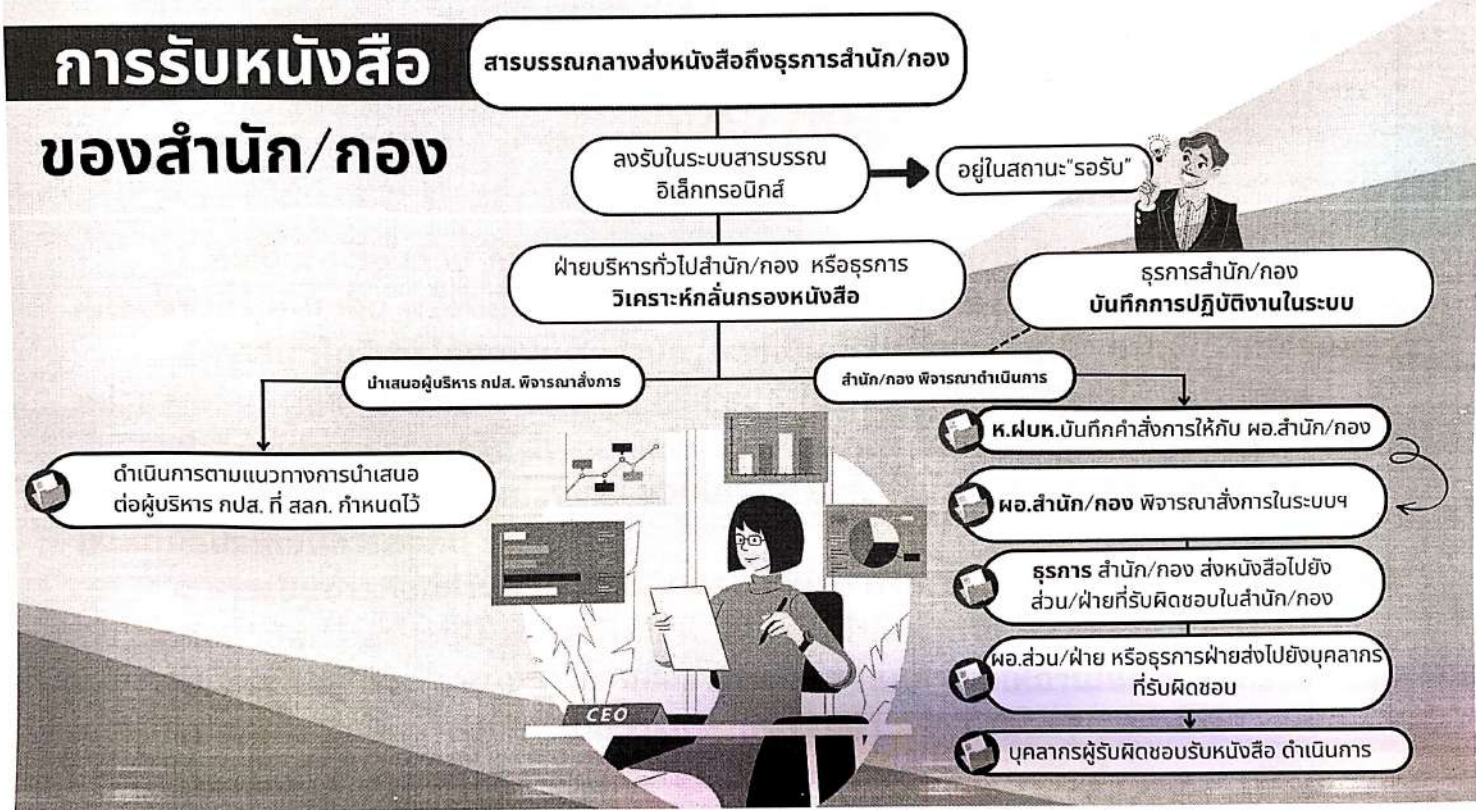 การรับหนังสือ
ของสำนัก/กอง
สารบรรณกลางส่งหนังสือถึงธุรการสำนัก/กอง
ลงรับในระบบสารบรรณ
อิเล็กทรอนิกส์
อยู่ในสถานะ"รอรับ"
ฝ่ายบริหารทั่วไปสำนัก/กอง หรือธุรการ
วิเคราะห์กลั่นกรองหนังสือ
ธุรการสำนัก/กอง
บันทึกการปฏิบัติงานในระบบ
นำเสนอผู้บริหาร กปส. พิจารณาสั่งการ
สำนัก/กอง พิจารณาดำเนินการ
ดำเนินการตามแนวทางการนำเสนอ
ต่อผู้บริหาร กปส. ที่ สลก. กำหนดไว้
ห.ฝบห.บันทึกคำสั่งการให้กับ ผอ.สำนัก/กอง
ผอ.สำนัก/กอง พิจารณาสั่งการในระบบฯ
ธุรการ สำนัก/กอง ส่งหนังสือไปยัง
ส่วน/ฝ่ายที่รับผิดชอบในสำนัก/กอง
ผอ.ส่วน/ฝ่าย หรือธุรการฝ่ายส่งไปยังบุคลากร
ที่รับผิดชอบ
บุคลากรผู้รับผิดชอบรับหนังสือ ดำเนินการ
CEO